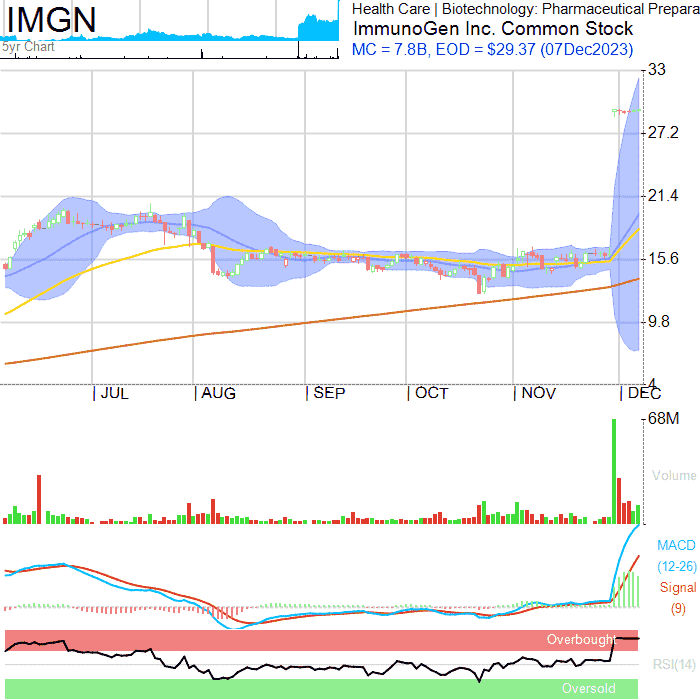 IMGN
5yr Chart
Health Care | Biotechnology: Pharmaceutical Prepara
ImmunoGen Inc. Common Stock
MC = 7.8B, EOD = $29.37 (07Dec2023)
33
27.2
21.4
15.6
9.8
4
| JUL | AUG | SEP | OCT | NOV | DEC
68M
Volume
MACD
(12-26)
Signal
(9)
Overbought
RSI(14)
Oversold